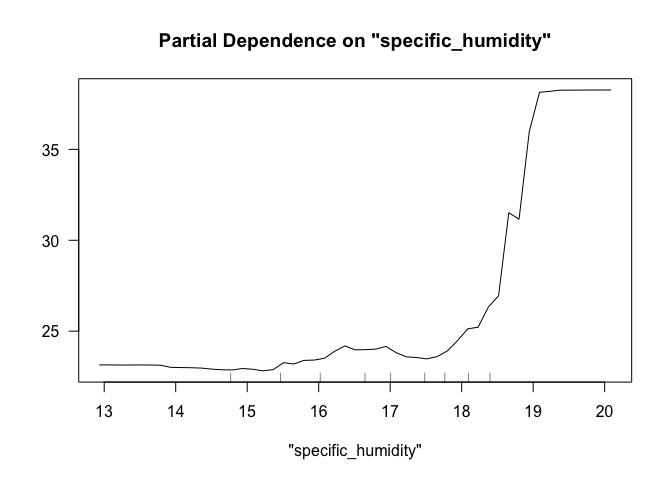 Partial Dependence on "specific_humidity"
35
30
25
13 14 15 16 17 18 19 20
"specific_humidity"